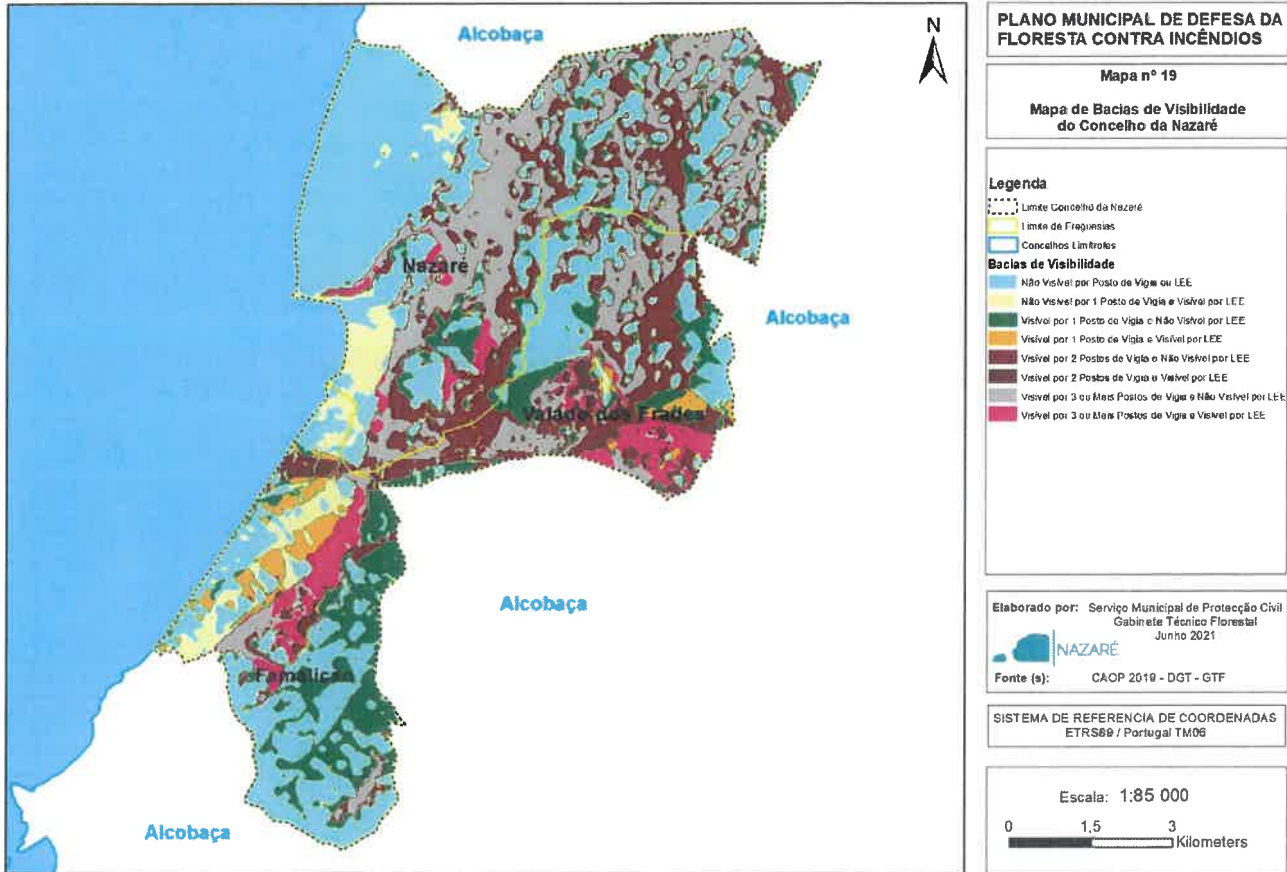 Alcobaça
N
Nazaré
Alcobaça
Valado dos Frades
Alcobaça
Famalicão
Alcobaça
PLANO MUNICIPAL DE DEFESA DA
FLORESTA CONTRA INCÊNDIOS
Mapa nº 19
Mapa de Bacias de Visibilidade
do Concelho da Nazaré
Legenda
Limite Concelho da Nazaré
Limite de Freguesias
Concelhos Limítrofes
Bacias de Visibilidade
Não Visível por Posto de Vigia ou LEE
Não Visível por 1 Posto de Vigia e Visível por LEE
Visível por 1 Posto de Vigia e Não Visível por LEE
Visível por 1 Posto de Vigia e Visível por LEE
Visível por 2 Postos de Vigia e Não Visível por LEE
Visível por 2 Postos de Vigia e Visível por LEE
Visível por 3 ou Mais Postos de Vigia e Não Visível por LEE
Visível por 3 ou Mais Postos de Vigia e Visível por LEE
Elaborado por: Serviço Municipal de Protecção Civil
Gabinete Técnico Florestal
Junho 2021
NAZARÉ
Fonte (s): CAOP 2019 - DGT - GTF
SISTEMA DE REFERENCIA DE COORDENADAS
ETRS89 / Portugal TM06
Escala: 1:85 000
0 1,5 3
Kilometers